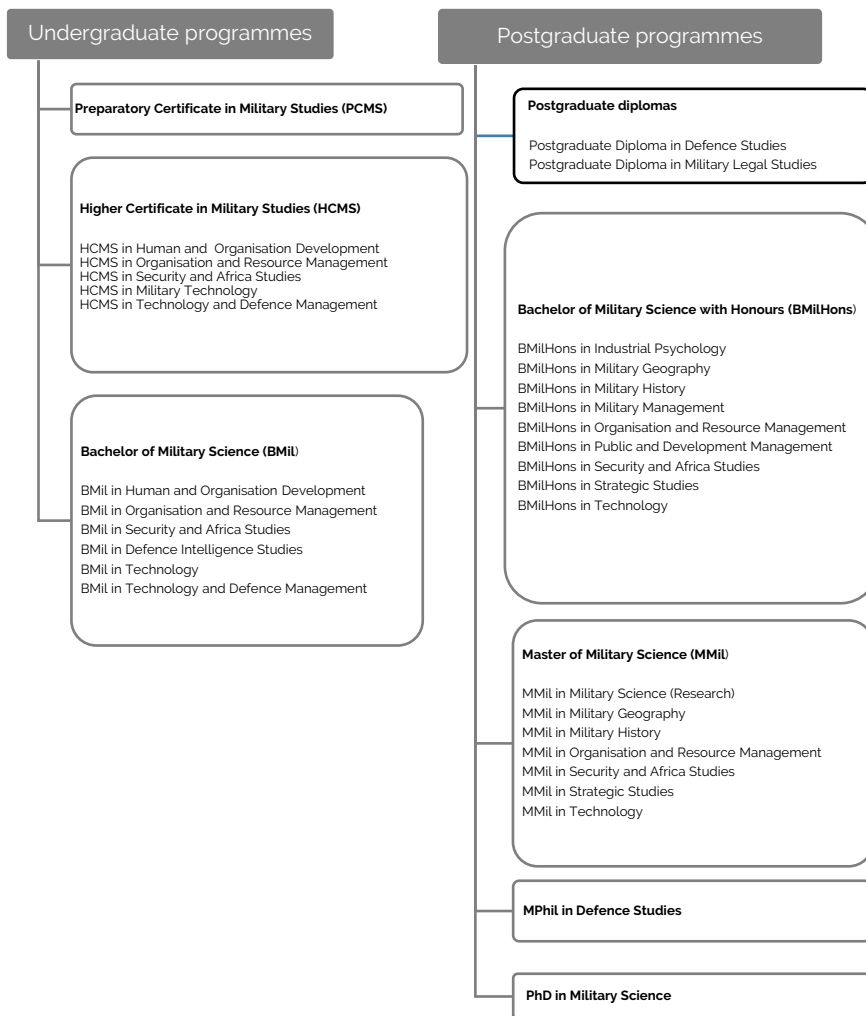 Undergraduate programmes
Preparatory Certificate in Military Studies (PCMS)
Higher Certificate in Military Studies (HCMS)
HCMS in Human and Organisation Development
HCMS in Organisation and Resource Management
HCMS in Security and Africa Studies
HCMS in Military Technology
HCMS in Technology and Defence Management
Bachelor of Military Science (BMil)
BMil in Human and Organisation Development
BMil in Organisation and Resource Management
BMil in Security and Africa Studies
BMil in Defence Intelligence Studies
BMil in Technology
BMil in Technology and Defence Management
Postgraduate programmes
Postgraduate diplomas
Postgraduate Diploma in Defence Studies
Postgraduate Diploma in Military Legal Studies
Bachelor of Military Science with Honours (BMilHons)
BMilHons in Industrial Psychology
BMilHons in Military Geography
BMilHons in Military History
BMilHons in Military Management
BMilHons in Organisation and Resource Management
BMilHons in Public and Development Management
BMilHons in Security and Africa Studies
BMilHons in Strategic Studies
BMilHons in Technology
Master of Military Science (MMil)
MMil in Military Science (Research)
MMil in Military Geography
MMil in Military History
MMil in Organisation and Resource Management
MMil in Security and Africa Studies
MMil in Strategic Studies
MMil in Technology
MPhil in Defence Studies
PhD in Military Science